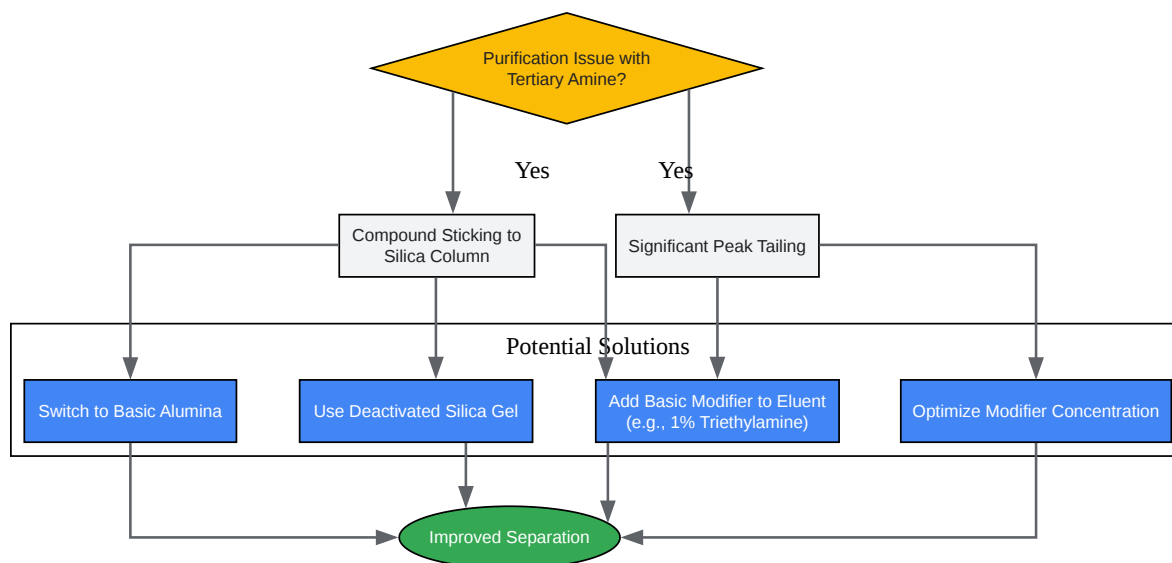 Purification Issue with
Tertiary Amine?
Yes
Yes
Compound Sticking to
Silica Column
Significant Peak Tailing
Potential Solutions
Switch to Basic Alumina
Use Deactivated Silica Gel
Add Basic Modifier to Eluent
(e.g., 1% Triethylamine)
Optimize Modifier Concentration
Improved Separation